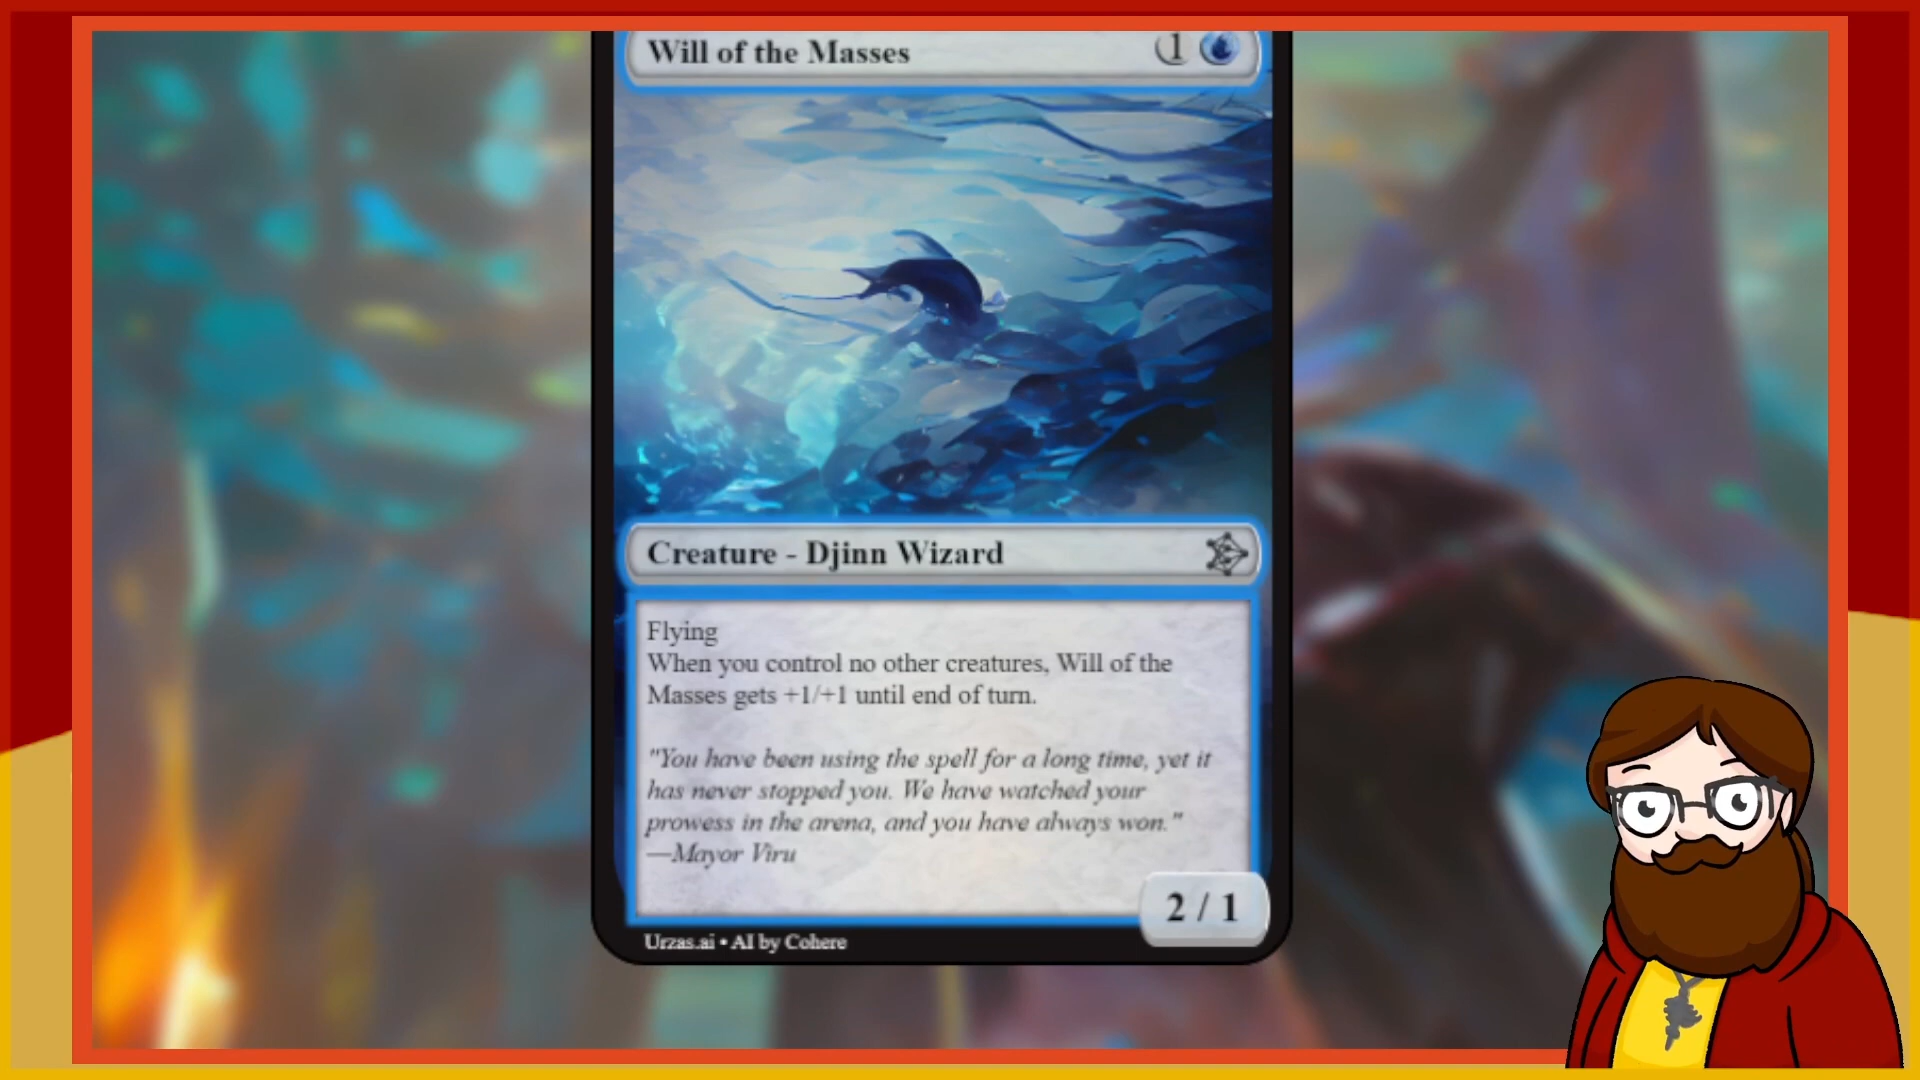 Will of the Masses 1
Creature - Djinn Wizard
Flying
When you control no other creatures, Will of the
Masses gets +1/+1 until end of turn.
"You have been using the spell for a long time, yet it
has never stopped you. We have watched your
prowess in the arena, and you have always won."
—Mayor Viru
2 / 1
Urzas.ai • AI by Cohere